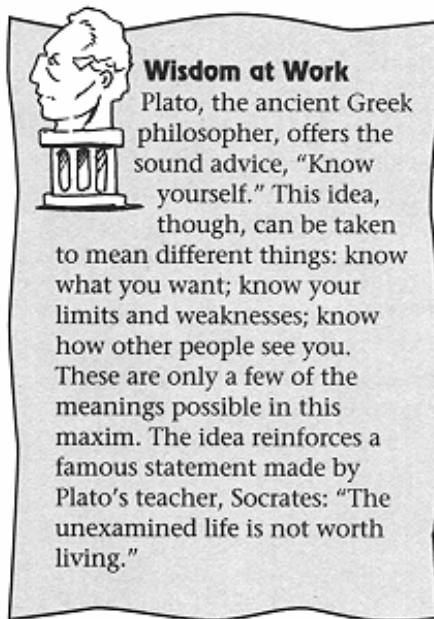 Wisdom at Work
Plato, the ancient Greek
philosopher, offers the
sound advice, “Know
yourself.” This idea,
though, can be taken
to mean different things: know
what you want; know your
limits and weaknesses; know
how other people see you.
These are only a few of the
meanings possible in this
maxim. The idea reinforces a
famous statement made by
Plato’s teacher, Socrates: “The
unexamined life is not worth
living.”